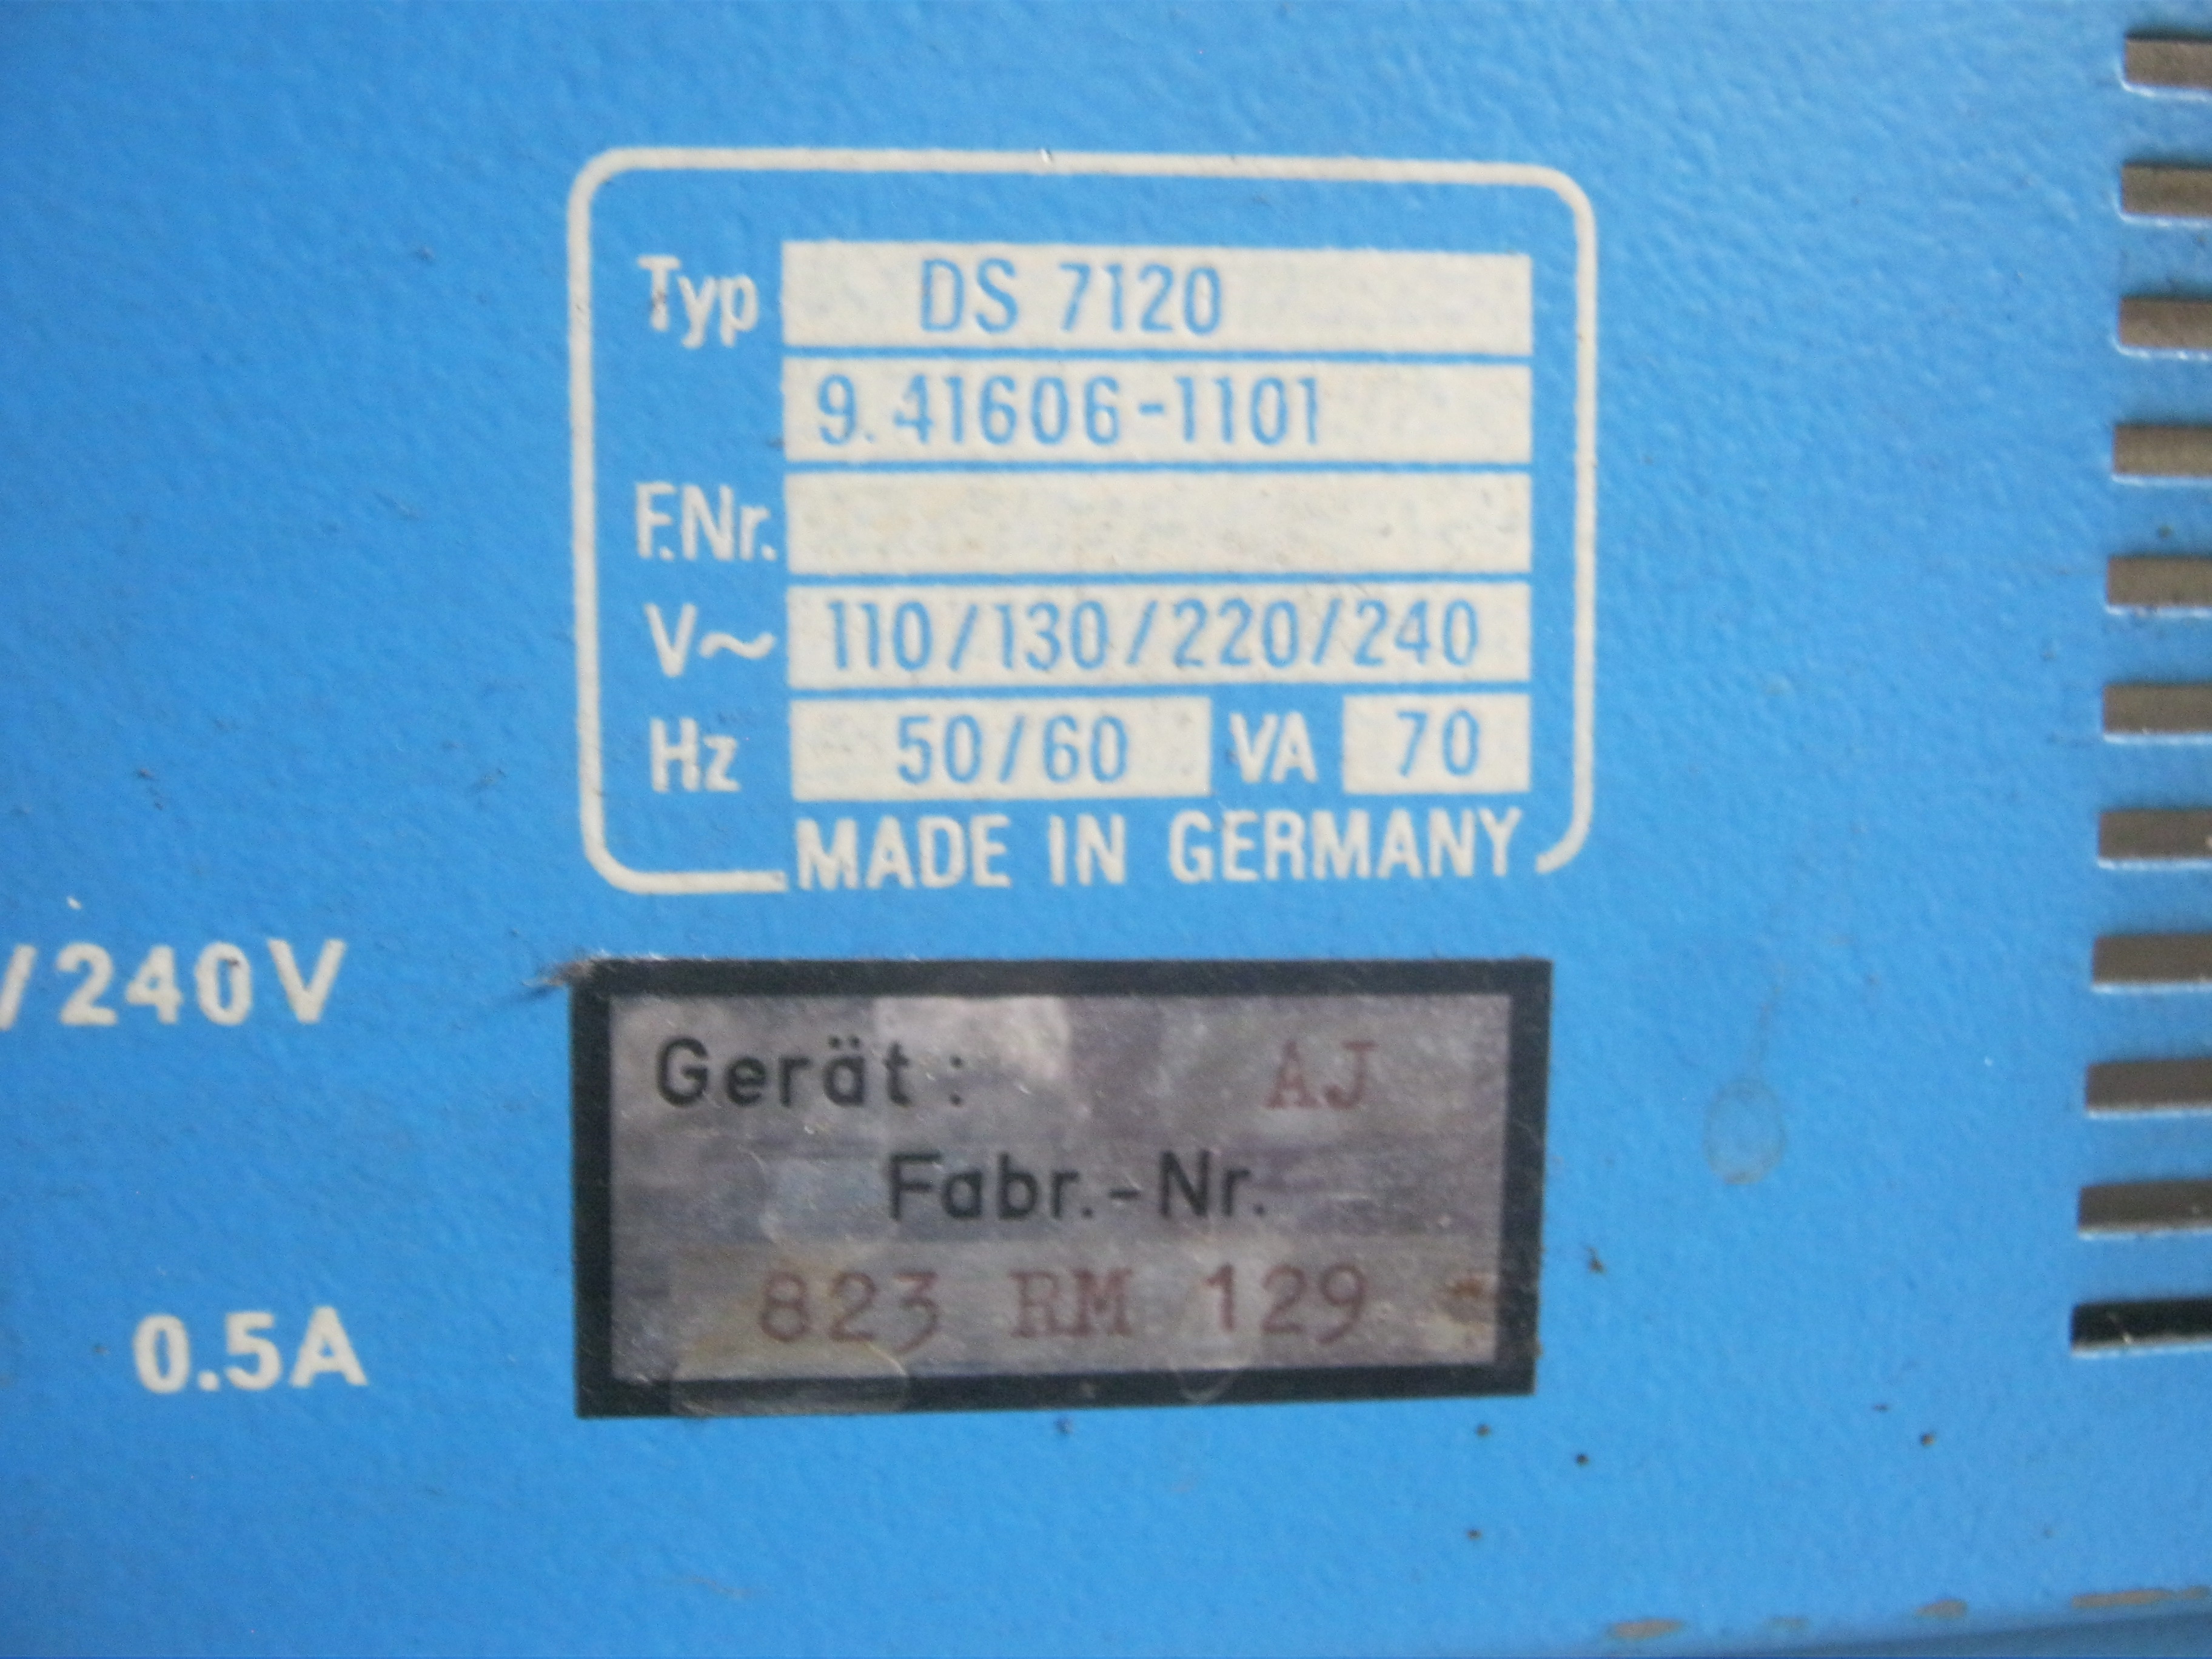 Typ DS 7120
9.41606-1101
F.Nr.
V~ 110/130/220/240
Hz 50/60 VA 70
MADE IN GERMANY
/240V
0.5A
Gerät: AJ
Fabr.-Nr.
823 RM 129